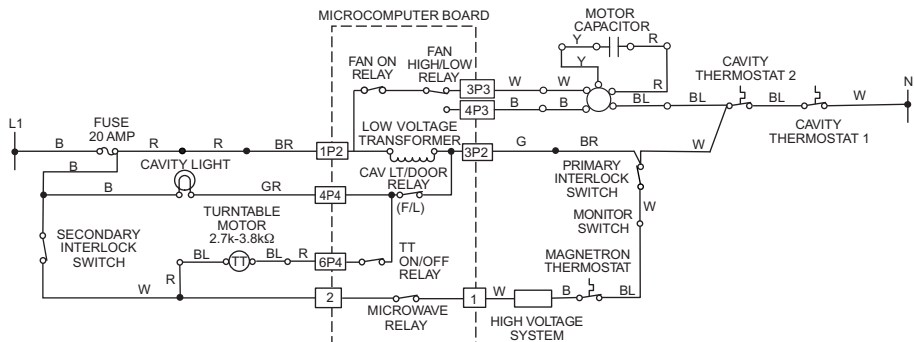 MICROCOMPUTER BOARD
MOTOR
CAPACITOR
Y
R
Y
R
FAN ON
RELAY
FAN
HIGH/LOW
RELAY
3P3
W
W
4P3
B
B
BL
BL
BL
W
N
CAVITY
THERMOSTAT 2
CAVITY
THERMOSTAT 1
L1
B
FUSE
20 AMP
R
R
BR
1P2
LOW VOLTAGE
TRANSFORMER
3P2
G
BR
W
B
CAVITY LIGHT
B
GR
4P4
CAV LT/DOOR
RELAY
(F/L)
PRIMARY
INTERLOCK
SWITCH
W
MONITOR
SWITCH
SECONDARY
INTERLOCK
SWITCH
TURNTABLE
MOTOR
2.7k-3.8kΩ
BL
TT
BL
R
6P4
TT
ON/OFF
RELAY
R
MAGNETRON
THERMOSTAT
W
2
MICROWAVE
RELAY
1
W
HIGH VOLTAGE
SYSTEM
B
BL